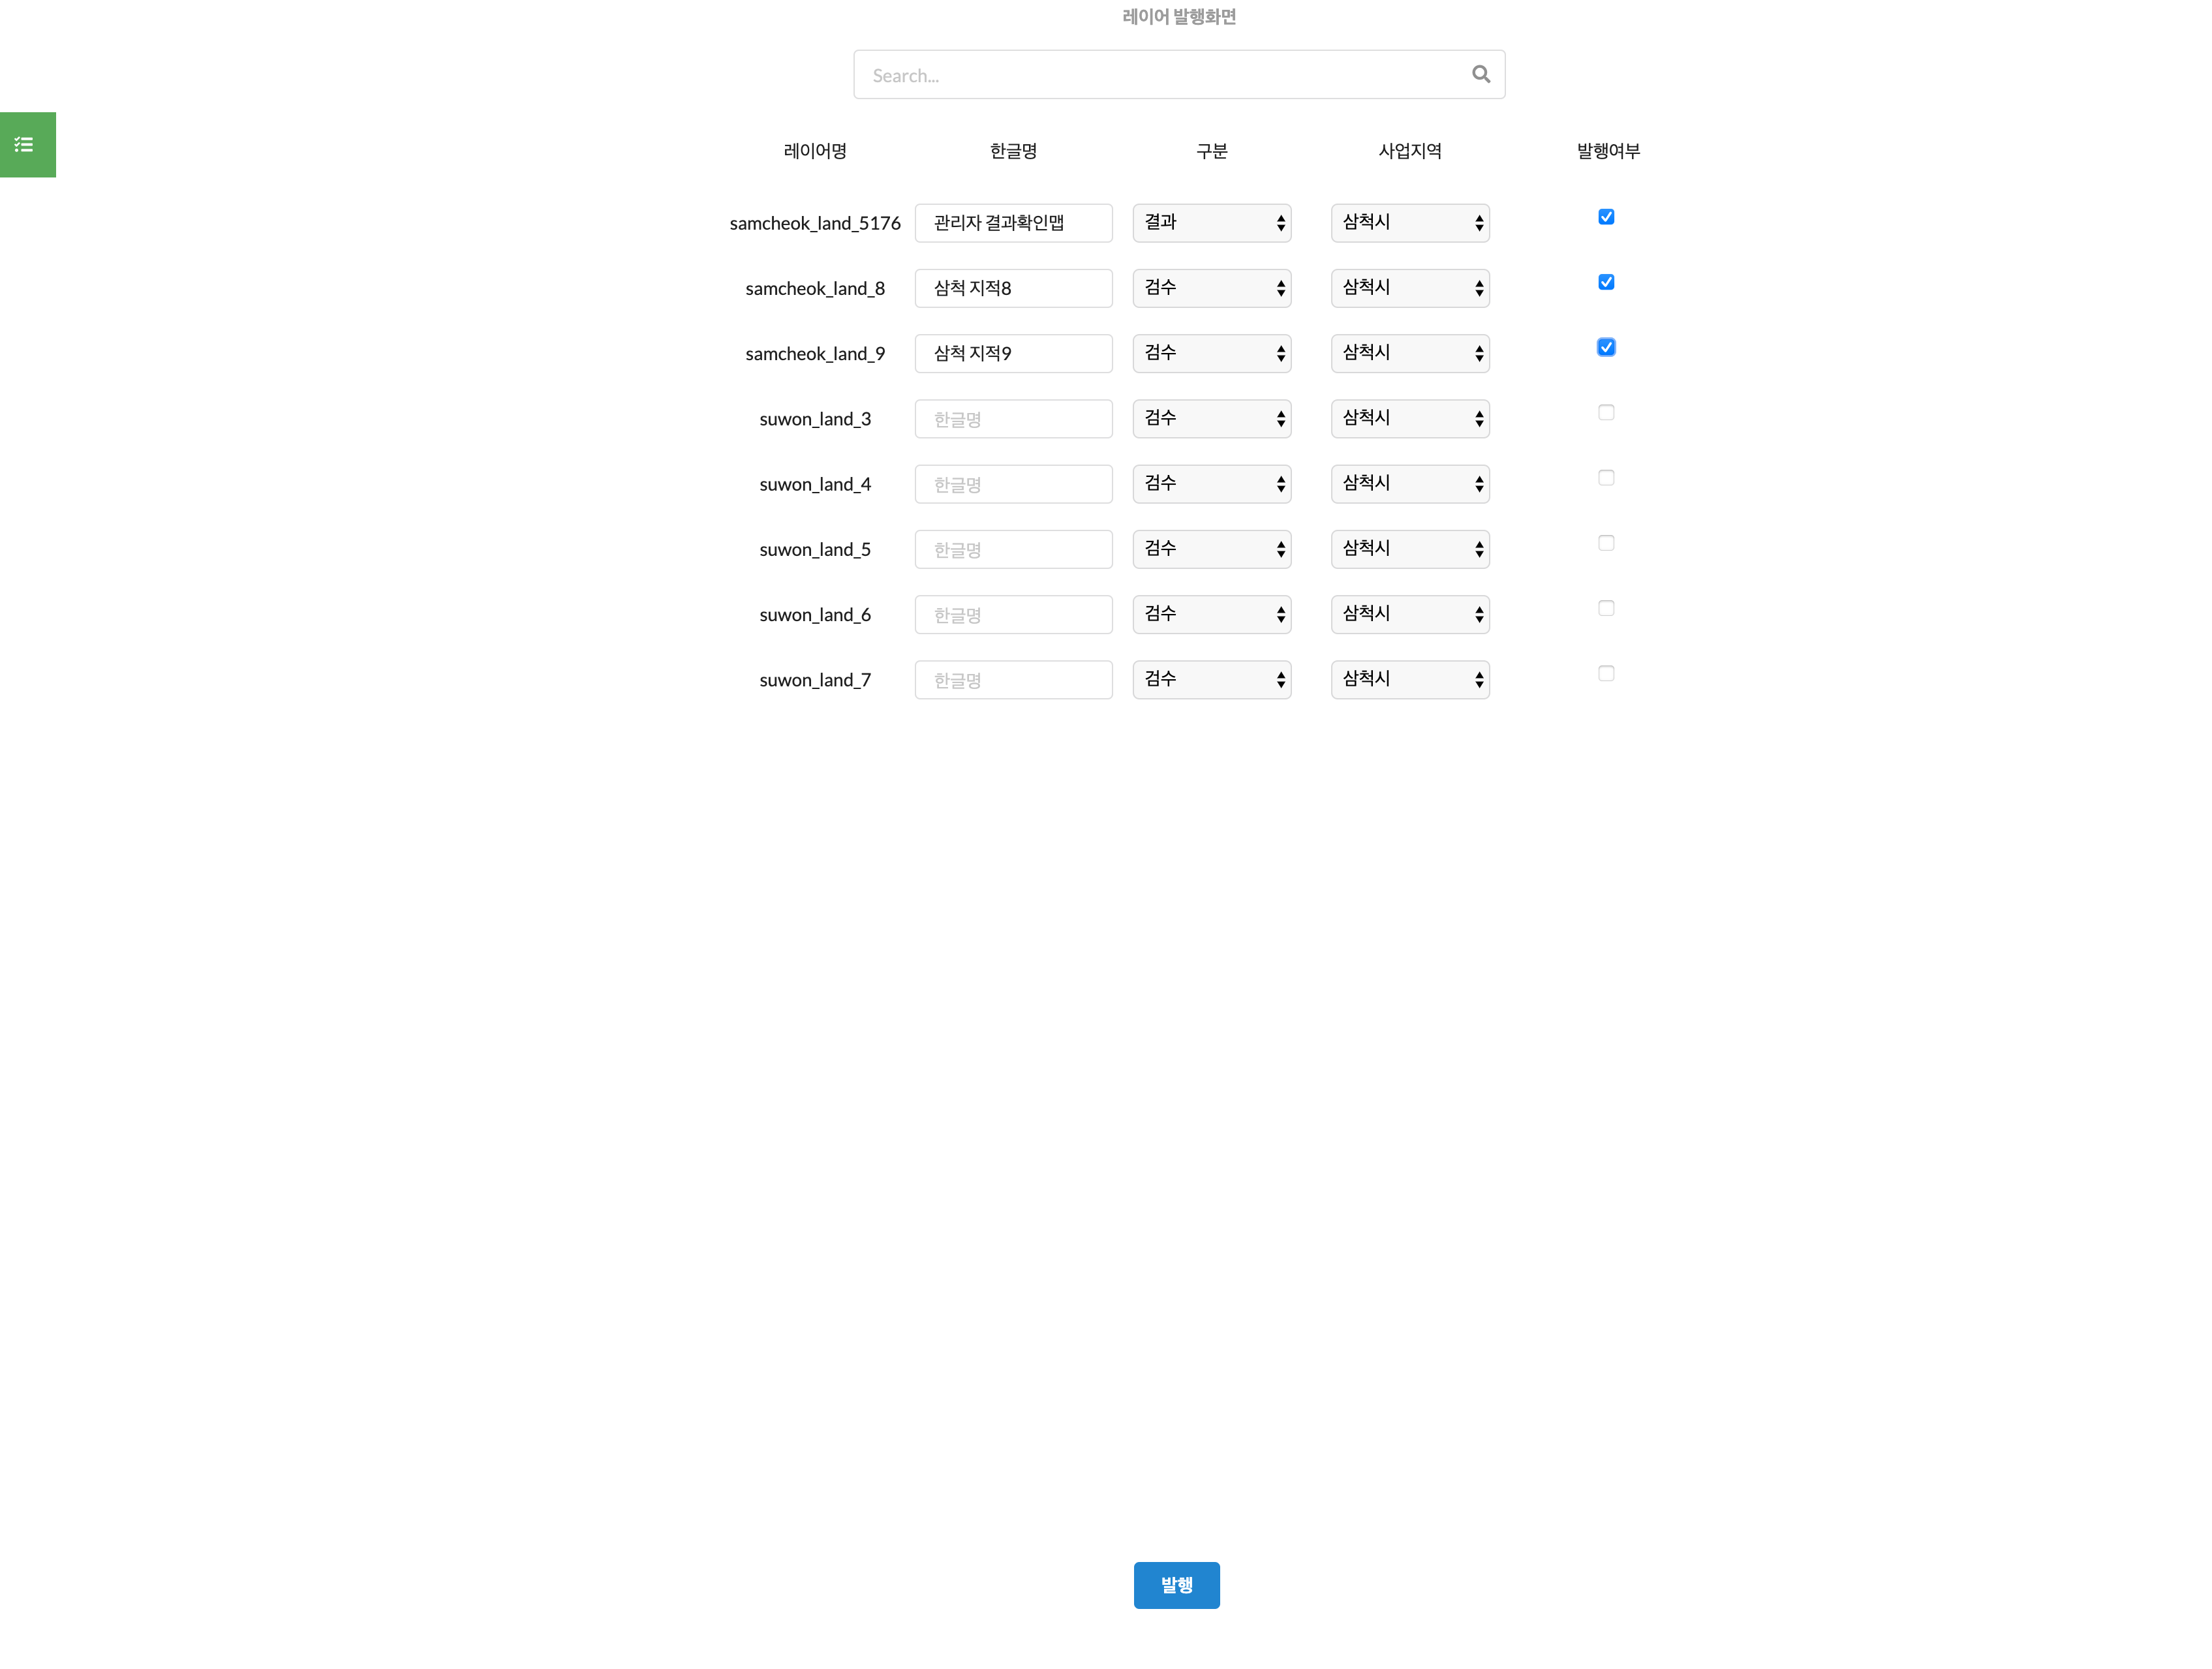 레이어 발행화면
Search...
레이어명 한글명 구분 사업지역 발행여부
samcheok_land_5176 관리자 결과확인맵 결과 삼척시
samcheok_land_8 삼척 지적8 검수 삼척시
samcheok_land_9 삼척 지적9 검수 삼척시
suwon_land_3 한글명 검수 삼척시
suwon_land_4 한글명 검수 삼척시
suwon_land_5 한글명 검수 삼척시
suwon_land_6 한글명 검수 삼척시
suwon_land_7 한글명 검수 삼척시
발행